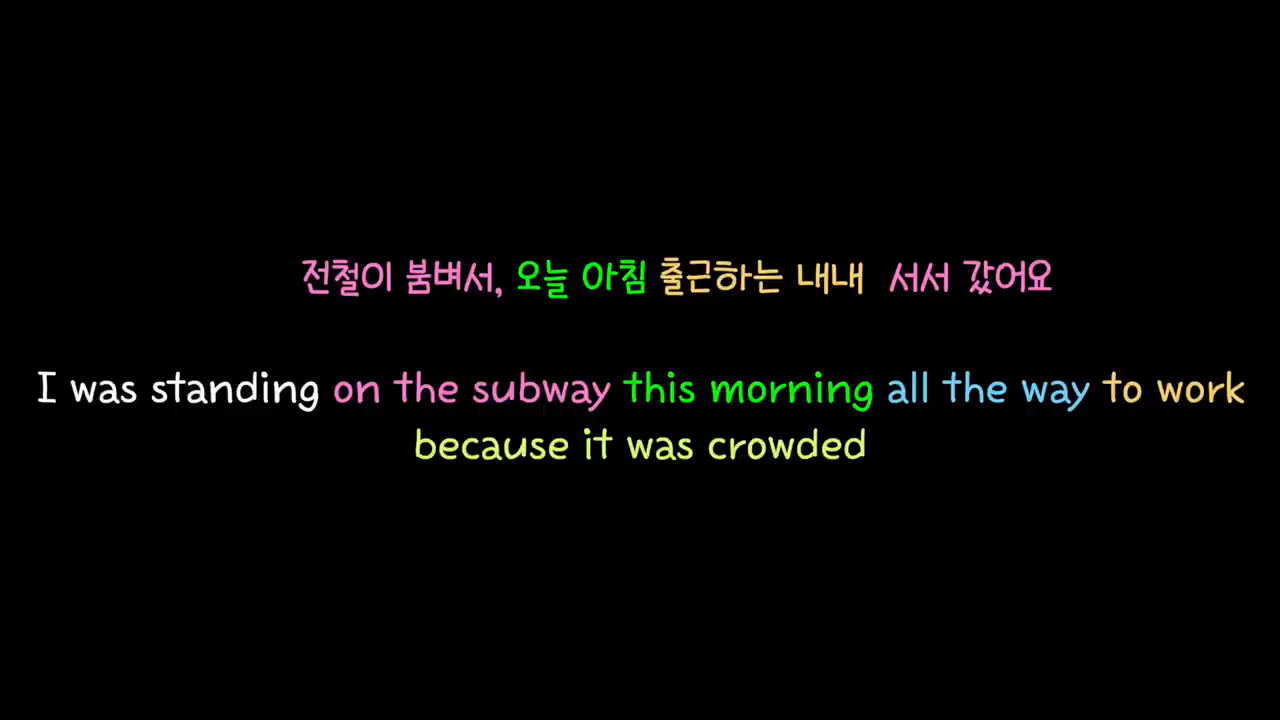 전철이 붐벼서, 오늘 아침 출근하는 내내 서서 갔어요
I was standing on the subway this morning all the way to work
because it was crowded